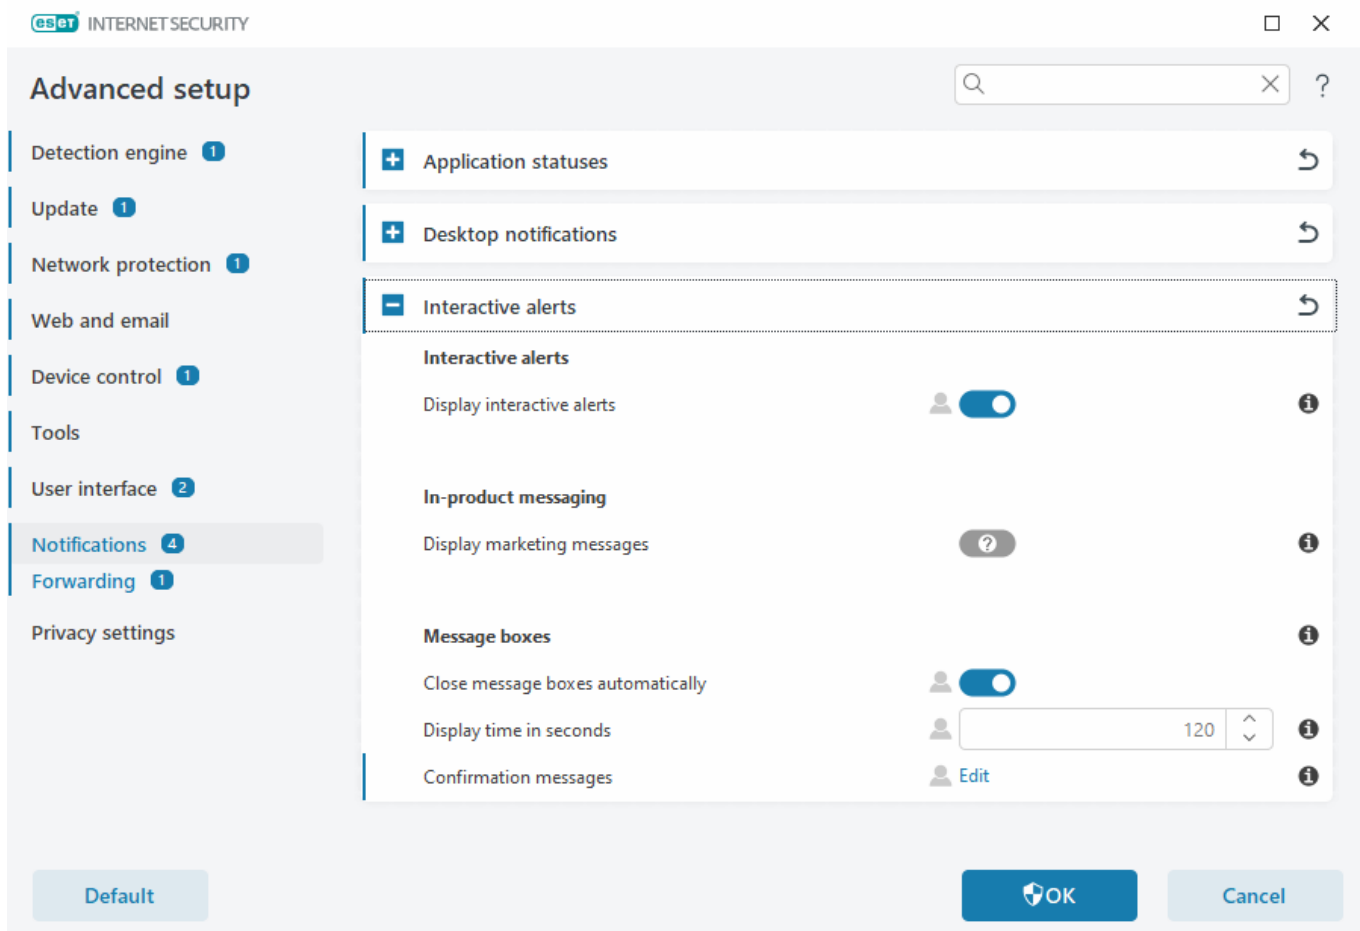 eset INTERNET SECURITY
Advanced setup
?
Detection engine 1
Update 1
Network protection 1
Web and email
Device control 1
Tools
User interface 2
Notifications 4
Forwarding 1
Privacy settings
Application statuses
Desktop notifications
Interactive alerts
Interactive alerts
Display interactive alerts
In-product messaging
Display marketing messages ?
Message boxes
Close message boxes automatically
Display time in seconds 120
Confirmation messages Edit
Default
OK
Cancel